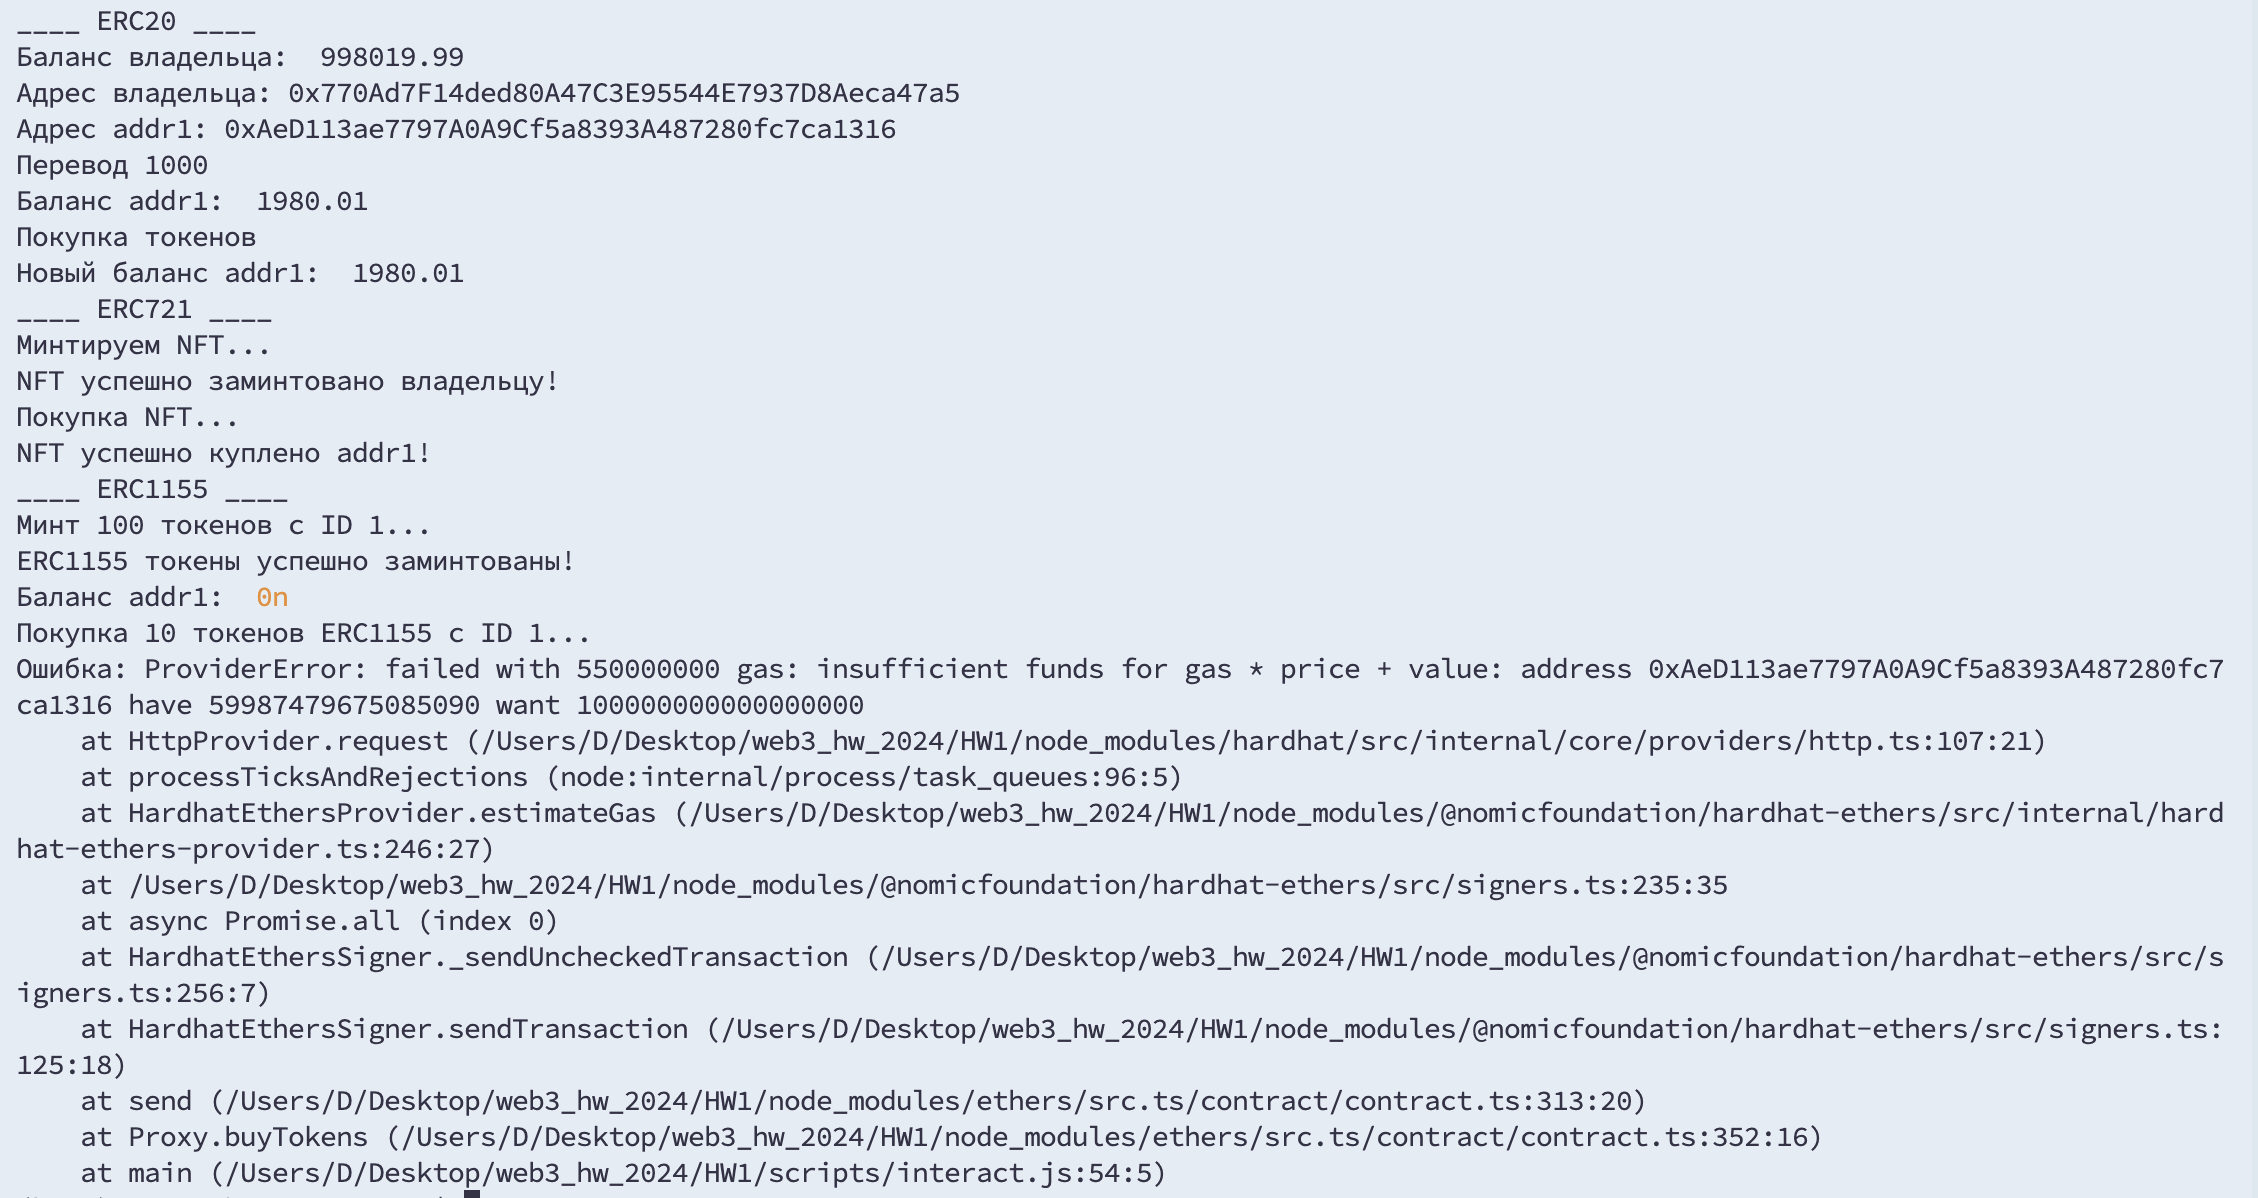 ____ ERC20 ____
Баланс владельца:  998019.99
Адрес владельца: 0x770Ad7F14ded80A47C3E95544E7937D8Aeca47a5
Адрес addr1: 0xAeD113ae7797A0A9Cf5a8393A487280fc7ca1316
Перевод 1000
Баланс addr1:  1980.01
Покупка токенов
Новый баланс addr1:  1980.01
____ ERC721 ____
Минтируем NFT...
NFT успешно заминтовано владельцу!
Покупка NFT...
NFT успешно куплено addr1!
____ ERC1155 ____
Минт 100 токенов с ID 1...
ERC1155 токены успешно заминтованы!
Баланс addr1:  0n
Покупка 10 токенов ERC1155 с ID 1...
Ошибка: ProviderError: failed with 550000000 gas: insufficient funds for gas * price + value: address 0xAeD113ae7797A0A9Cf5a8393A487280fc7
ca1316 have 59987479675085090 want 100000000000000000
    at HttpProvider.request (/Users/D/Desktop/web3_hw_2024/HW1/node_modules/hardhat/src/internal/core/providers/http.ts:107:21)
    at processTicksAndRejections (node:internal/process/task_queues:96:5)
    at HardhatEthersProvider.estimateGas (/Users/D/Desktop/web3_hw_2024/HW1/node_modules/@nomicfoundation/hardhat-ethers/src/internal/hard
hat-ethers-provider.ts:246:27)
    at /Users/D/Desktop/web3_hw_2024/HW1/node_modules/@nomicfoundation/hardhat-ethers/src/signers.ts:235:35
    at async Promise.all (index 0)
    at HardhatEthersSigner._sendUncheckedTransaction (/Users/D/Desktop/web3_hw_2024/HW1/node_modules/@nomicfoundation/hardhat-ethers/src/s
igners.ts:256:7)
    at HardhatEthersSigner.sendTransaction (/Users/D/Desktop/web3_hw_2024/HW1/node_modules/@nomicfoundation/hardhat-ethers/src/signers.ts:
125:18)
    at send (/Users/D/Desktop/web3_hw_2024/HW1/node_modules/ethers/src.ts/contract/contract.ts:313:20)
    at Proxy.buyTokens (/Users/D/Desktop/web3_hw_2024/HW1/node_modules/ethers/src.ts/contract/contract.ts:352:16)
    at main (/Users/D/Desktop/web3_hw_2024/HW1/scripts/interact.js:54:5)